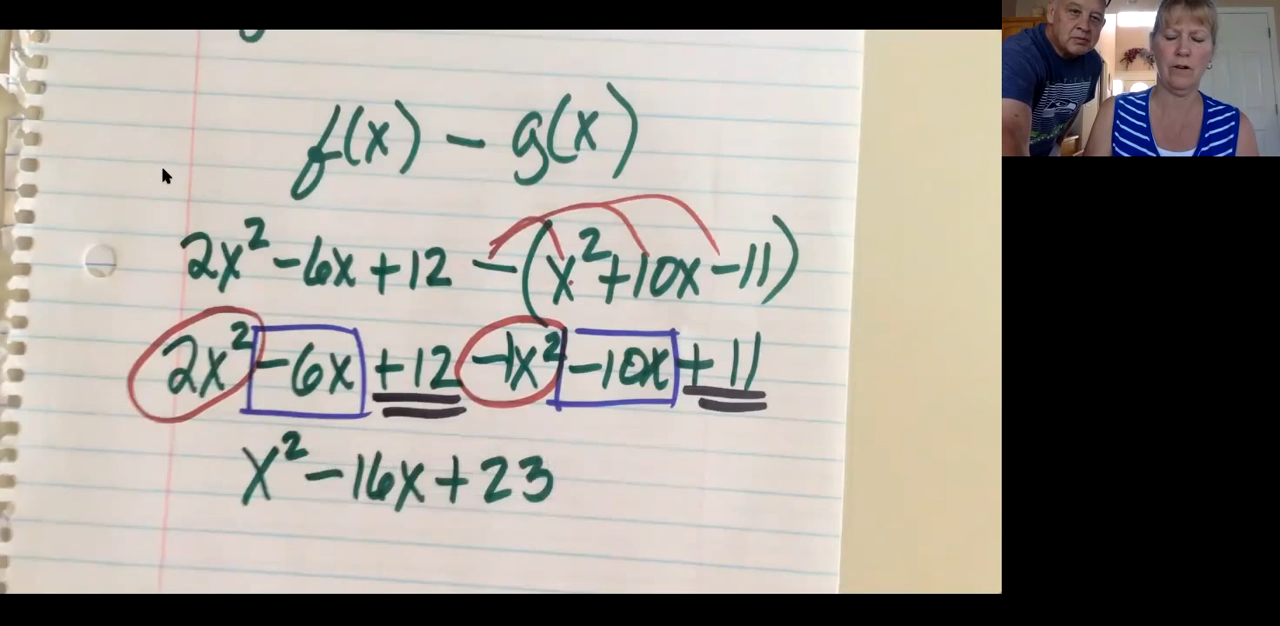 f(x) - g(x)
2x² - 6x + 12 - (x² + 10x - 11)
2x² - 6x + 12 - 1x² - 10x + 11
x² - 16x + 23